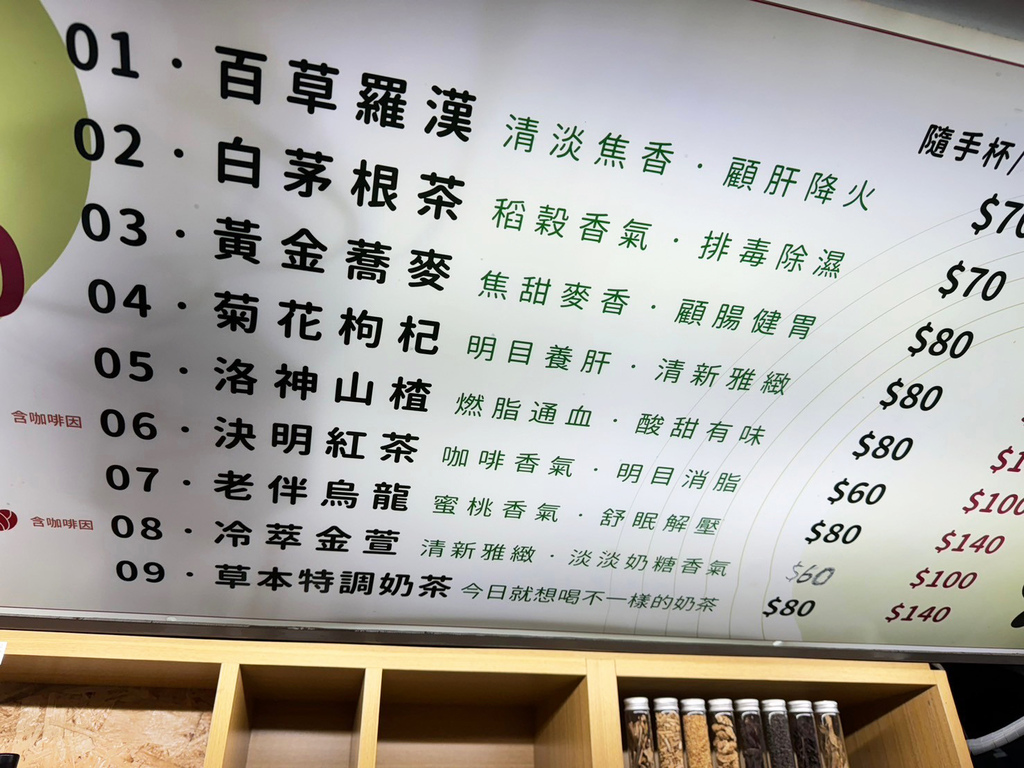 隨手杯/
01 · 百草羅漢 清淡焦香 · 顧肝降火 $70
02 · 白茅根茶 稻穀香氣 · 排毒除濕 $70
03 · 黃金蕎麥 焦甜麥香 · 顧腸健胃 $80
04 · 菊花枸杞 明目養肝 · 清新雅緻 $80
05 · 洛神山楂 燃脂通血 · 酸甜有味 $80
含咖啡因 06 · 決明紅茶 咖啡香氣 · 明目消脂 $60 $100
07 · 老伴烏龍 蜜桃香氣 · 舒眠解壓 $80 $140
含咖啡因 08 · 冷萃金萱 清新雅緻 · 淡淡奶糖香氣 $60 $100
09 · 草本特調奶茶 今日就想喝不一樣的奶茶 $80 $140